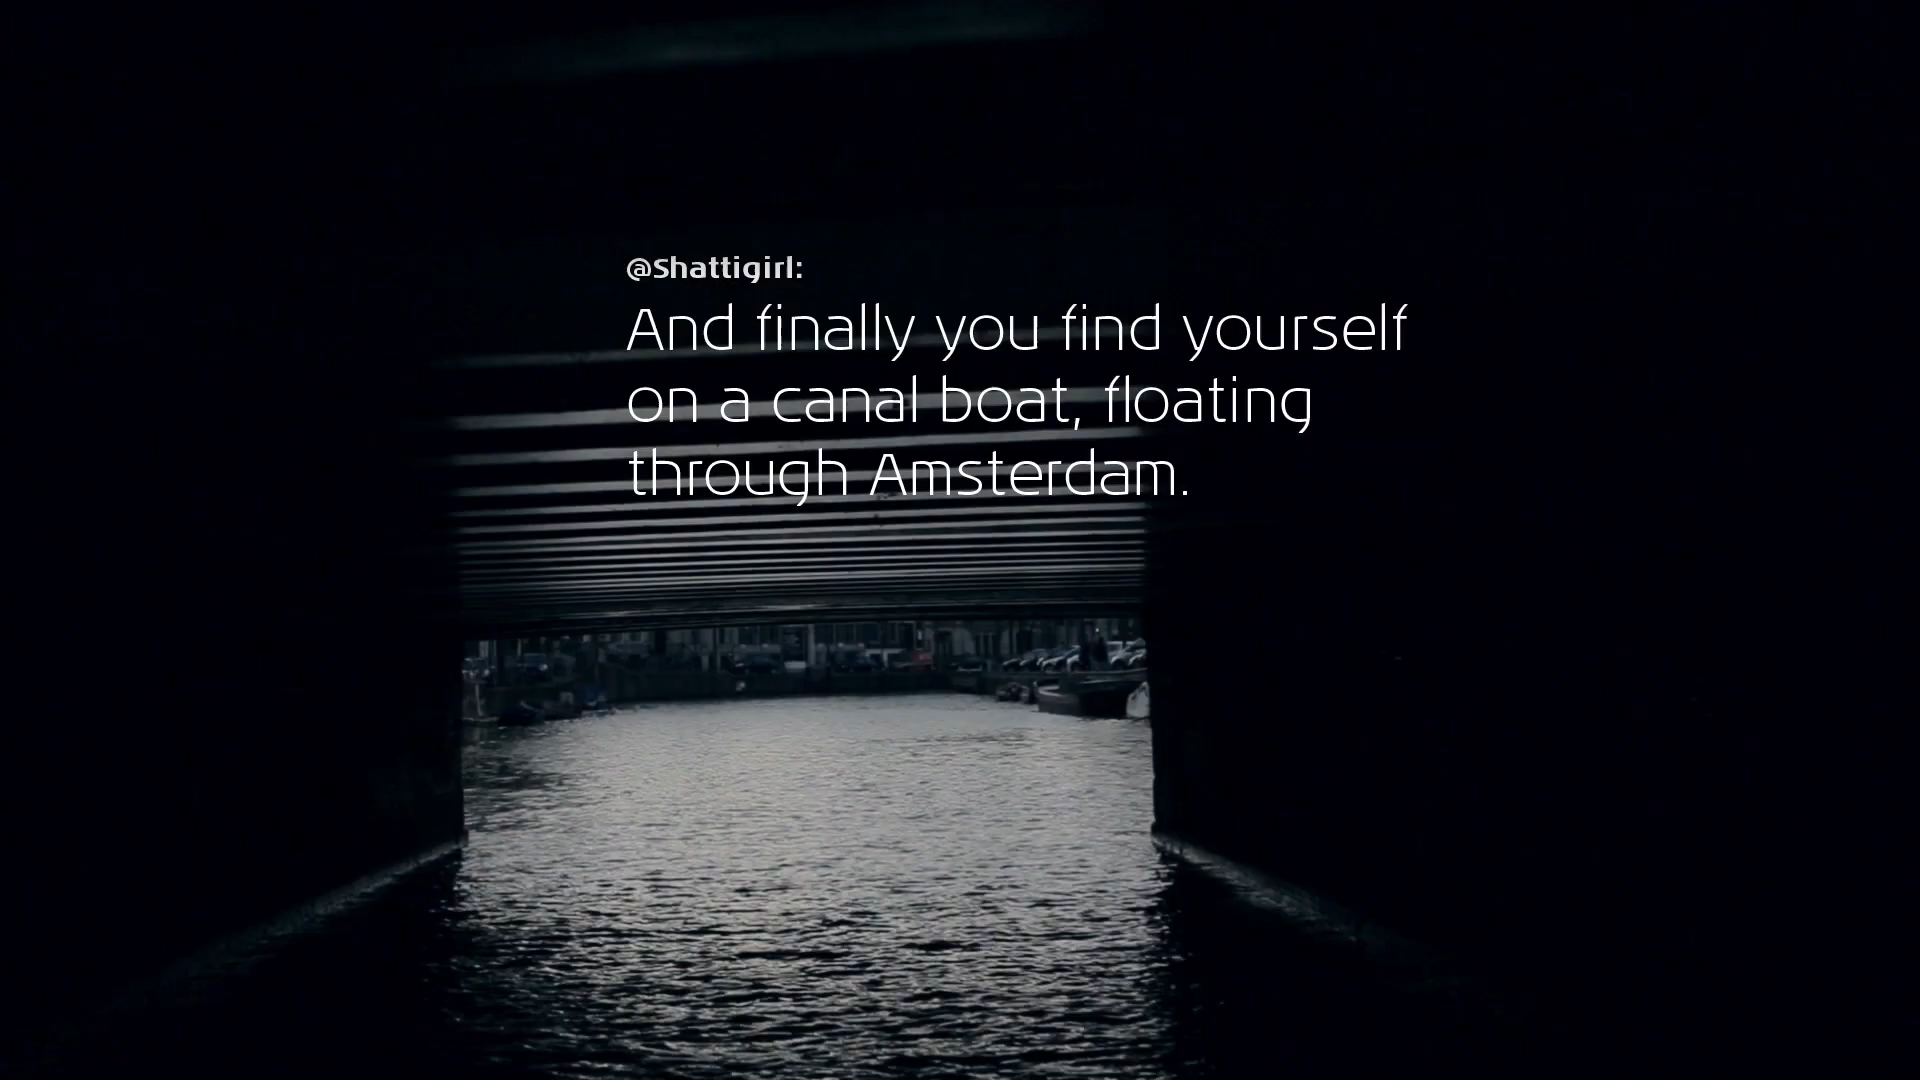 @Shattigirl:
And finally you find yourself
on a canal boat, floating
through Amsterdam.